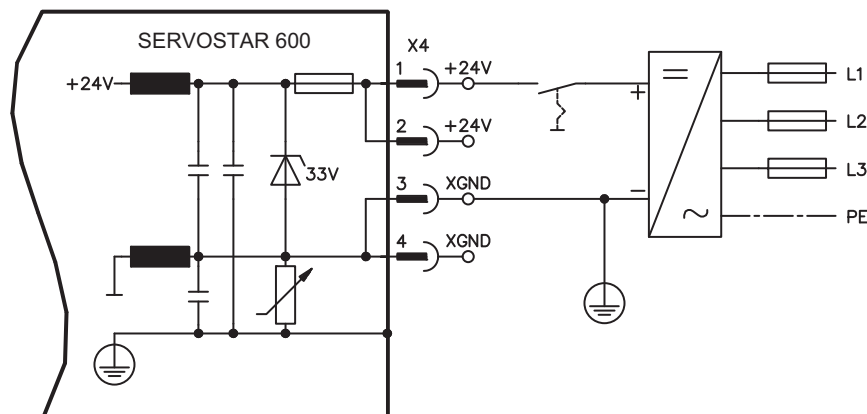 SERVOSTAR 600
X4
+24V
1
+24V
L1
+
2
+24V
L2
33V
3
XGND
-
L3
4
XGND
PE